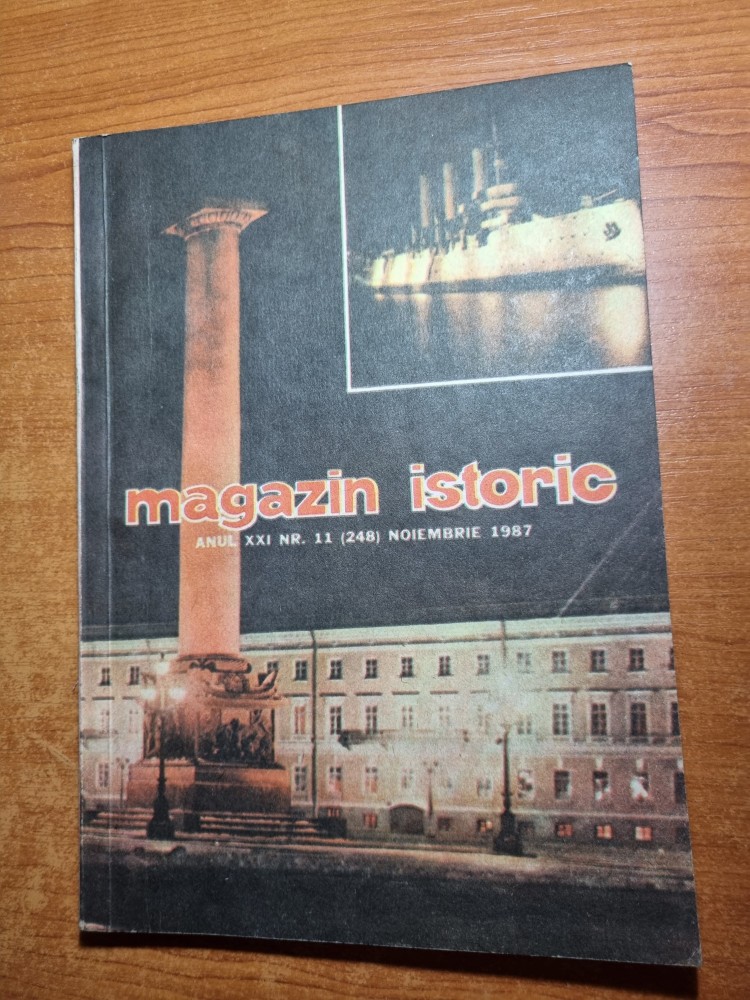 magazin istoric
ANUL XXI NR. 11 (248) NOIEMBRIE 1987